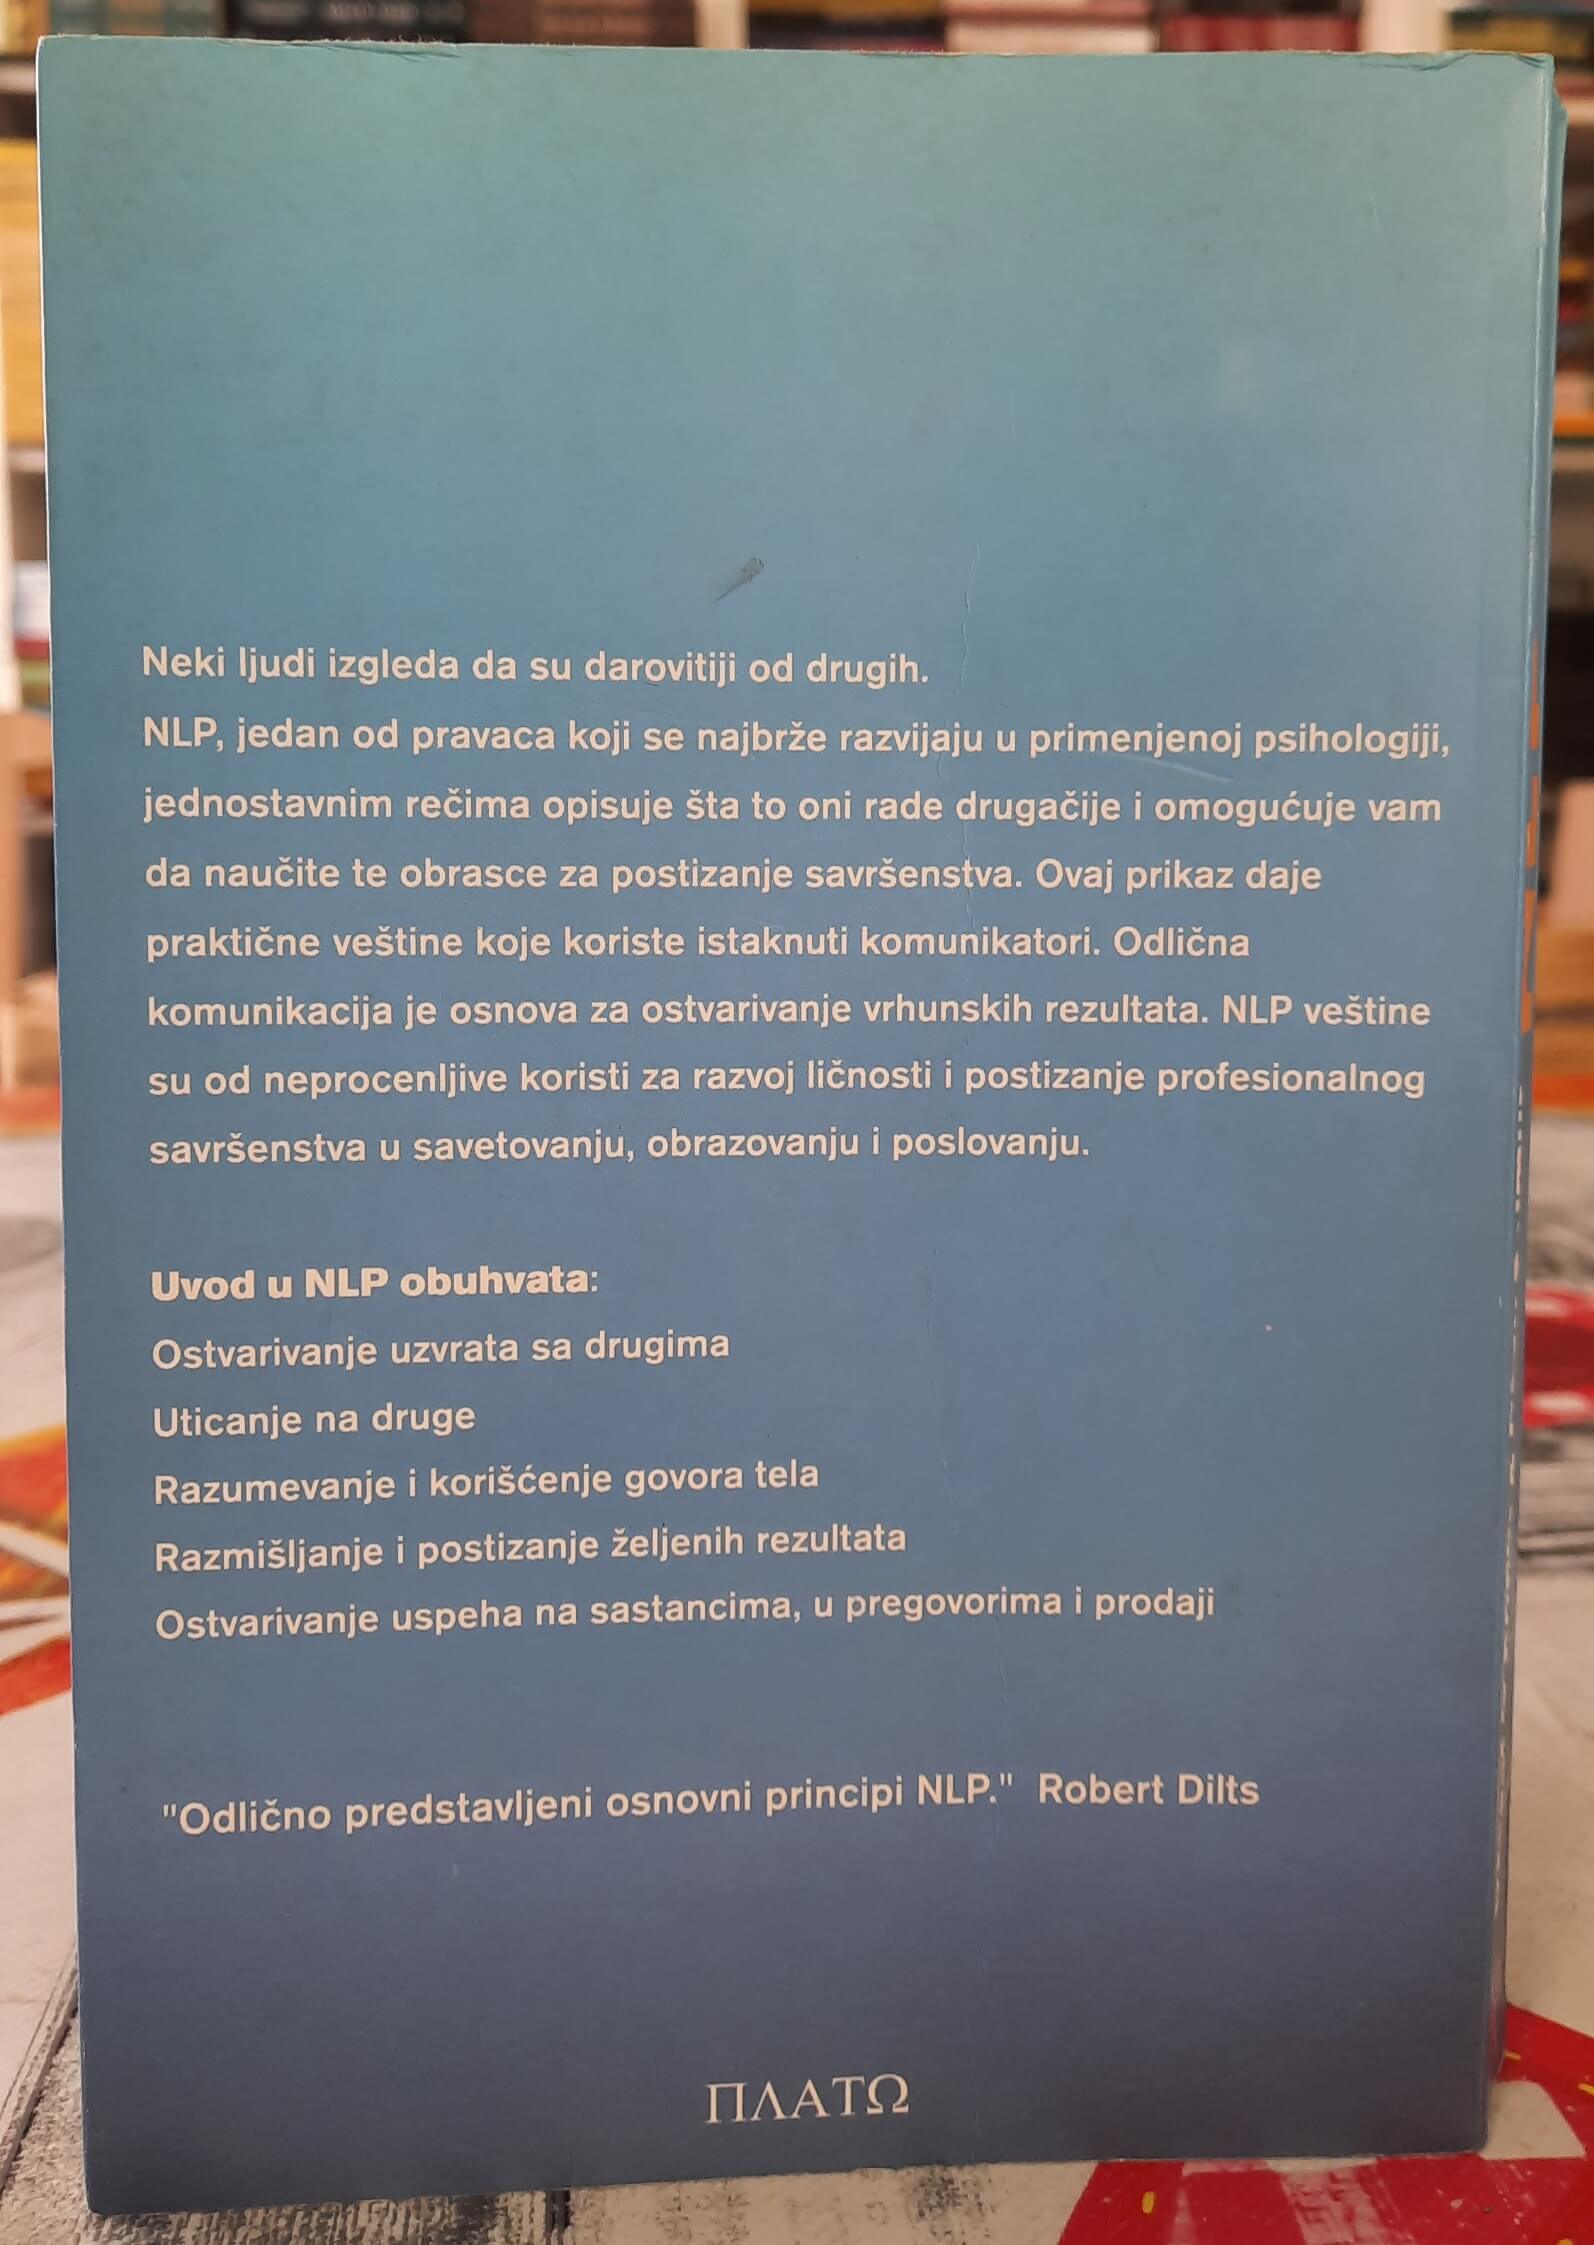 Neki ljudi izgleda da su darovitiji od drugih.
NLP, jedan od pravaca koji se najbrže razvijaju u primenjenoj psihologiji,
jednostavnim rečima opisuje šta to oni rade drugačije i omogućuje vam
da naučite te obrasce za postizanje savršenstva. Ovaj prikaz daje
praktične veštine koje koriste istaknuti komunikatori. Odlična
komunikacija je osnova za ostvarivanje vrhunskih rezultata. NLP veštine
su od neprocenljive koristi za razvoj ličnosti i postizanje profesionalnog
savršenstva u savetovanju, obrazovanju i poslovanju.
Uvod u NLP obuhvata:
Ostvarivanje uzvrata sa drugima
Uticanje na druge
Razumevanje i korišćenje govora tela
Razmišljanje i postizanje željenih rezultata
Ostvarivanje uspeha na sastancima, u pregovorima i prodaji
"Odlično predstavljeni osnovni principi NLP." Robert Dilts
ΠΛΑΤΩ